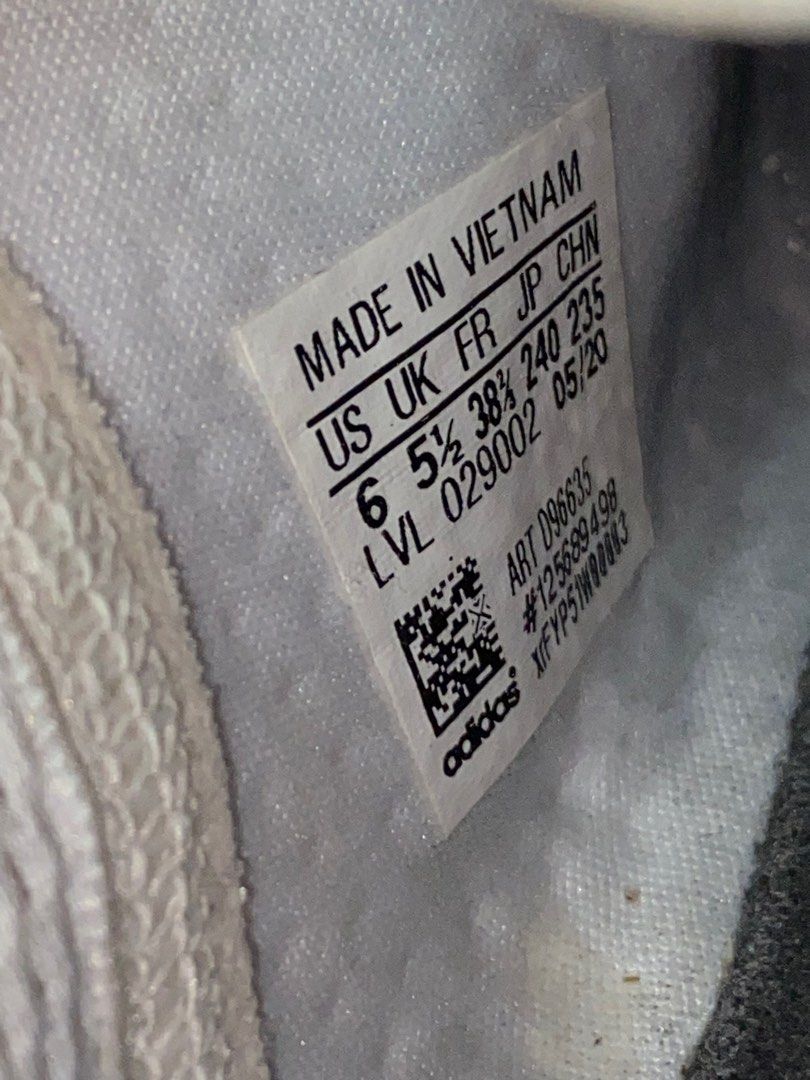 MADE IN VIETNAM
US UK FR JP CHN
6 5½ 38⅔ 240 235
LVL 029002 05/20
ART D96635
#125689498
adidas®